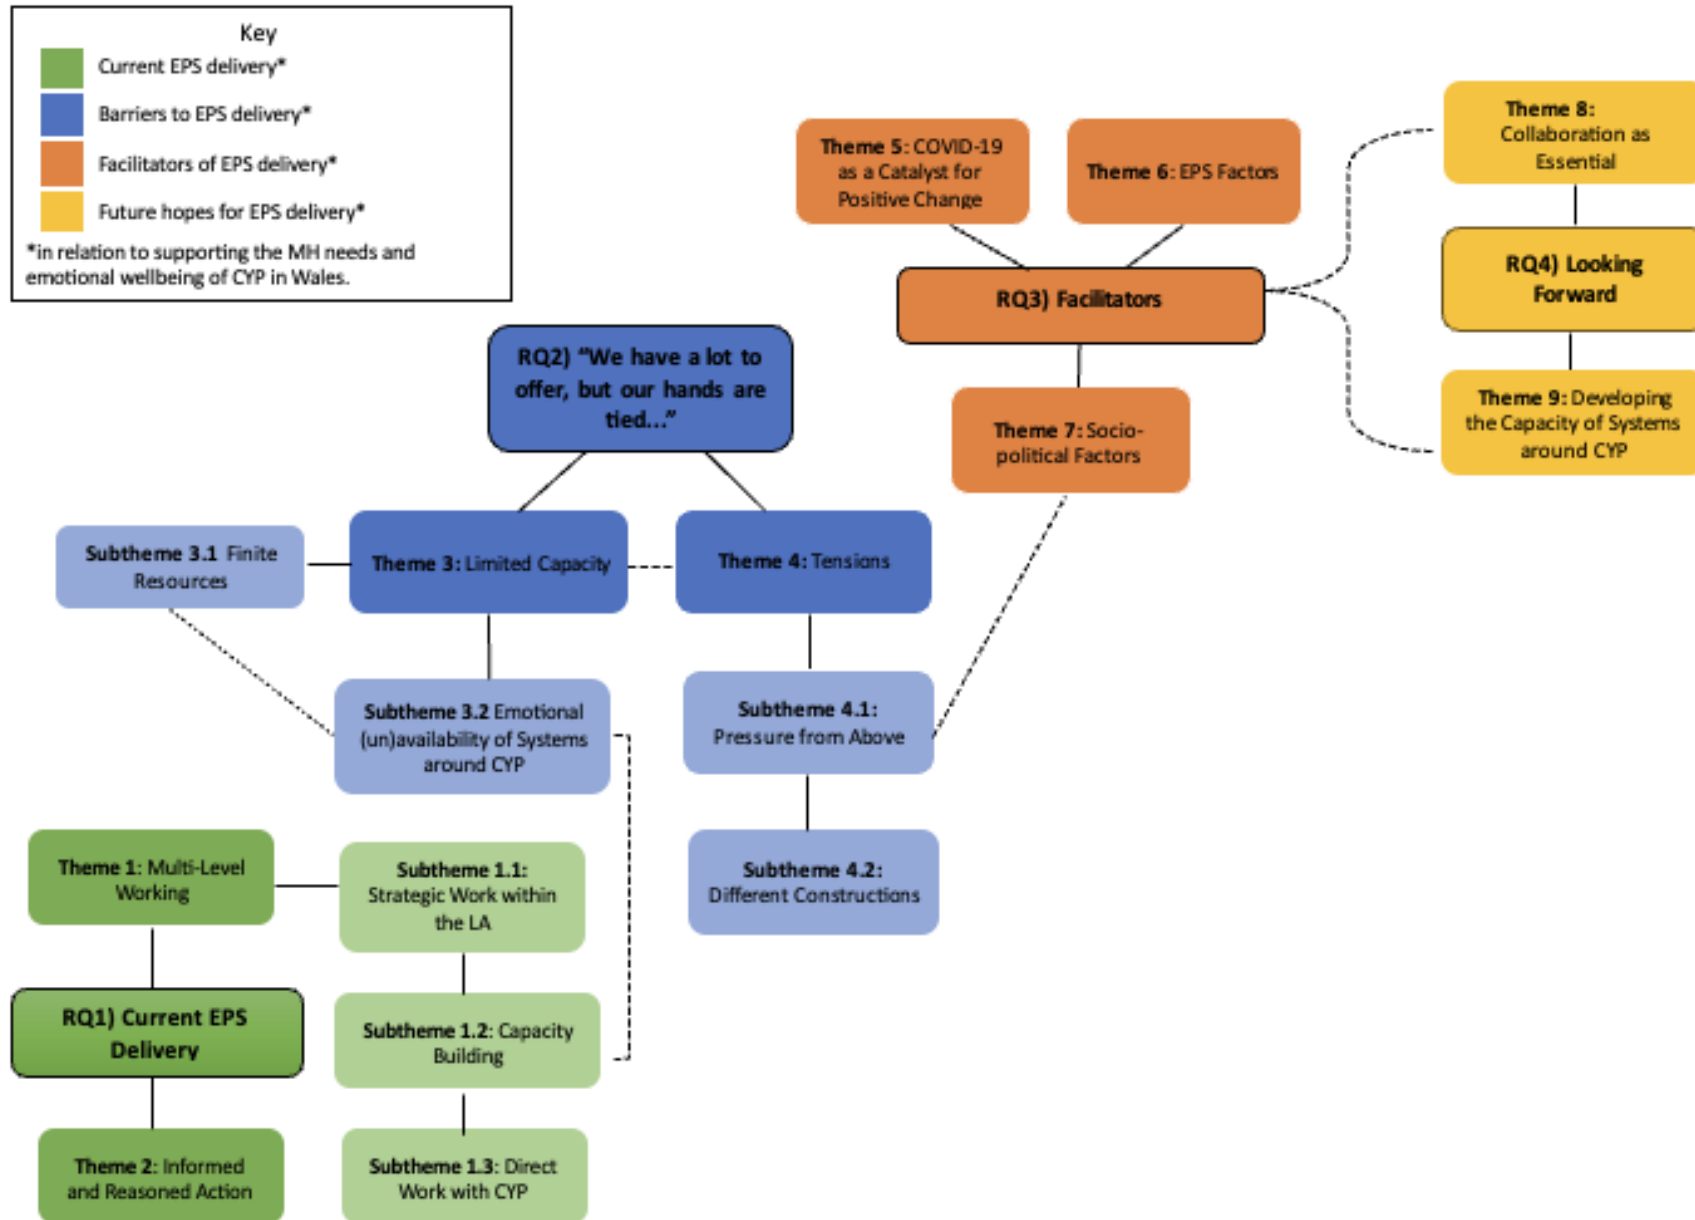 Key
Current EPS delivery*
Barriers to EPS delivery*
Facilitators of EPS delivery*
Future hopes for EPS delivery*
*in relation to supporting the MH needs and
emotional wellbeing of CYP in Wales.
Theme 5: COVID-19
as a Catalyst for
Positive Change
Theme 6: EPS Factors
Theme 8:
Collaboration as
Essential
RQ3) Facilitators
RQ4) Looking
Forward
Theme 7: Socio-
political Factors
Theme 9: Developing
the Capacity of Systems
around CYP
RQ2) “We have a lot to
offer, but our hands are
tied...”
Subtheme 3.1 Finite
Resources
Theme 3: Limited Capacity
Theme 4: Tensions
Subtheme 3.2 Emotional
(un)availability of Systems
around CYP
Subtheme 4.1:
Pressure from Above
Subtheme 4.2:
Different Constructions
Theme 1: Multi-Level
Working
Subtheme 1.1:
Strategic Work within
the LA
RQ1) Current EPS
Delivery
Subtheme 1.2: Capacity
Building
Theme 2: Informed
and Reasoned Action
Subtheme 1.3: Direct
Work with CYP